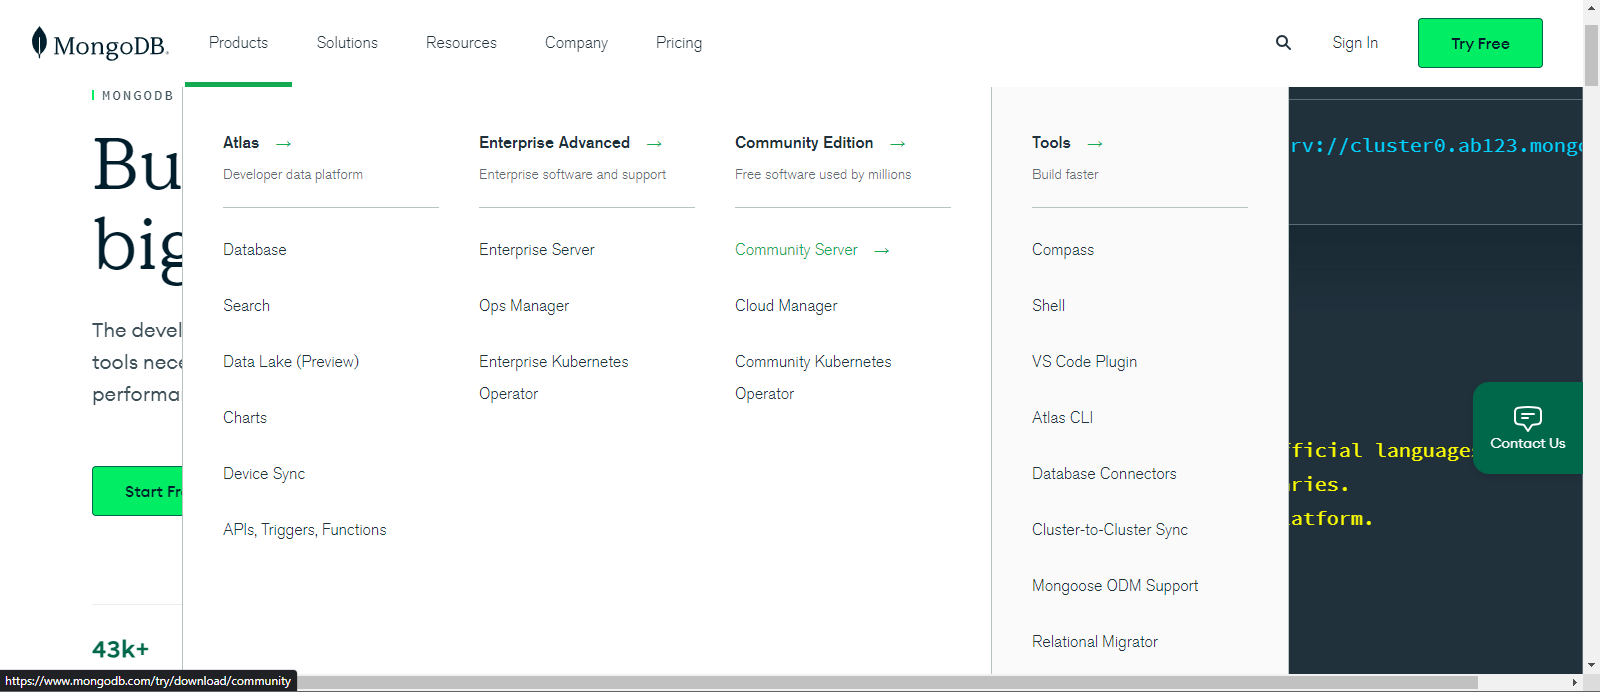 MongoDB.
Products
Solutions
Resources
Company
Pricing
Sign In
Try Free
MONGODB
Bu
big
The devel
tools nece
performa
Start Fr
43k+
Atlas →
Developer data platform
Database
Search
Data Lake (Preview)
Charts
Device Sync
APIs, Triggers, Functions
Enterprise Advanced →
Enterprise software and support
Enterprise Server
Ops Manager
Enterprise Kubernetes
Operator
Community Edition →
Free software used by millions
Community Server →
Cloud Manager
Community Kubernetes
Operator
Tools →
Build faster
Compass
Shell
VS Code Plugin
Atlas CLI
Database Connectors
Cluster-to-Cluster Sync
Mongoose ODM Support
Relational Migrator
rv://cluster0.ab123.mongo
fficial languages
ries.
atform.
Contact Us
https://www.mongodb.com/try/download/community